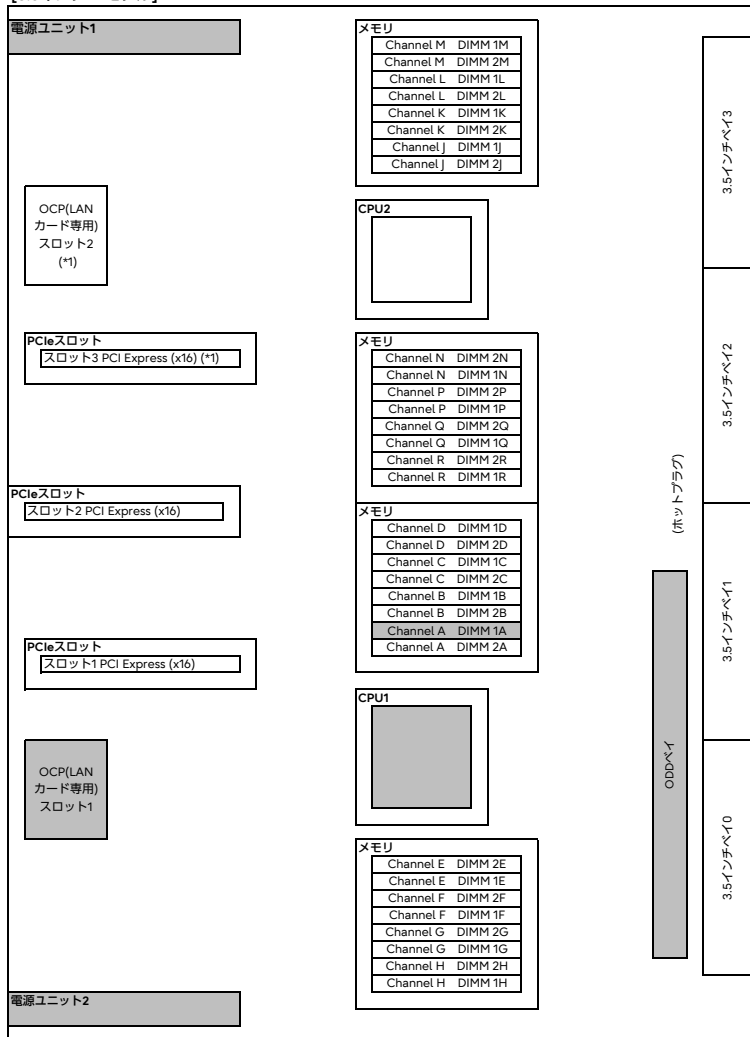 電源ユニット1
メモリ
Channel M DIMM 1M
Channel M DIMM 2M
Channel L DIMM 1L
Channel L DIMM 2L
Channel K DIMM 1K
Channel K DIMM 2K
Channel J DIMM 1J
Channel J DIMM 2J
3.5インチベイ3
OCP(LAN
カード専用)
スロット2
(*1)
CPU2
PCIeスロット
スロット3 PCI Express (x16) (*1)
メモリ
Channel N DIMM 2N
Channel N DIMM 1N
Channel P DIMM 2P
Channel P DIMM 1P
Channel Q DIMM 2Q
Channel Q DIMM 1Q
Channel R DIMM 2R
Channel R DIMM 1R
3.5インチベイ2
(ホットプラグ)
PCIeスロット
スロット2 PCI Express (x16)
メモリ
Channel D DIMM 1D
Channel D DIMM 2D
Channel C DIMM 1C
Channel C DIMM 2C
Channel B DIMM 1B
Channel B DIMM 2B
Channel A DIMM 1A
Channel A DIMM 2A
3.5インチベイ1
PCIeスロット
スロット1 PCI Express (x16)
CPU1
OCP(LAN
カード専用)
スロット1
ODDベイ
メモリ
Channel E DIMM 2E
Channel E DIMM 1E
Channel F DIMM 2F
Channel F DIMM 1F
Channel G DIMM 2G
Channel G DIMM 1G
Channel H DIMM 2H
Channel H DIMM 1H
3.5インチベイ0
電源ユニット2